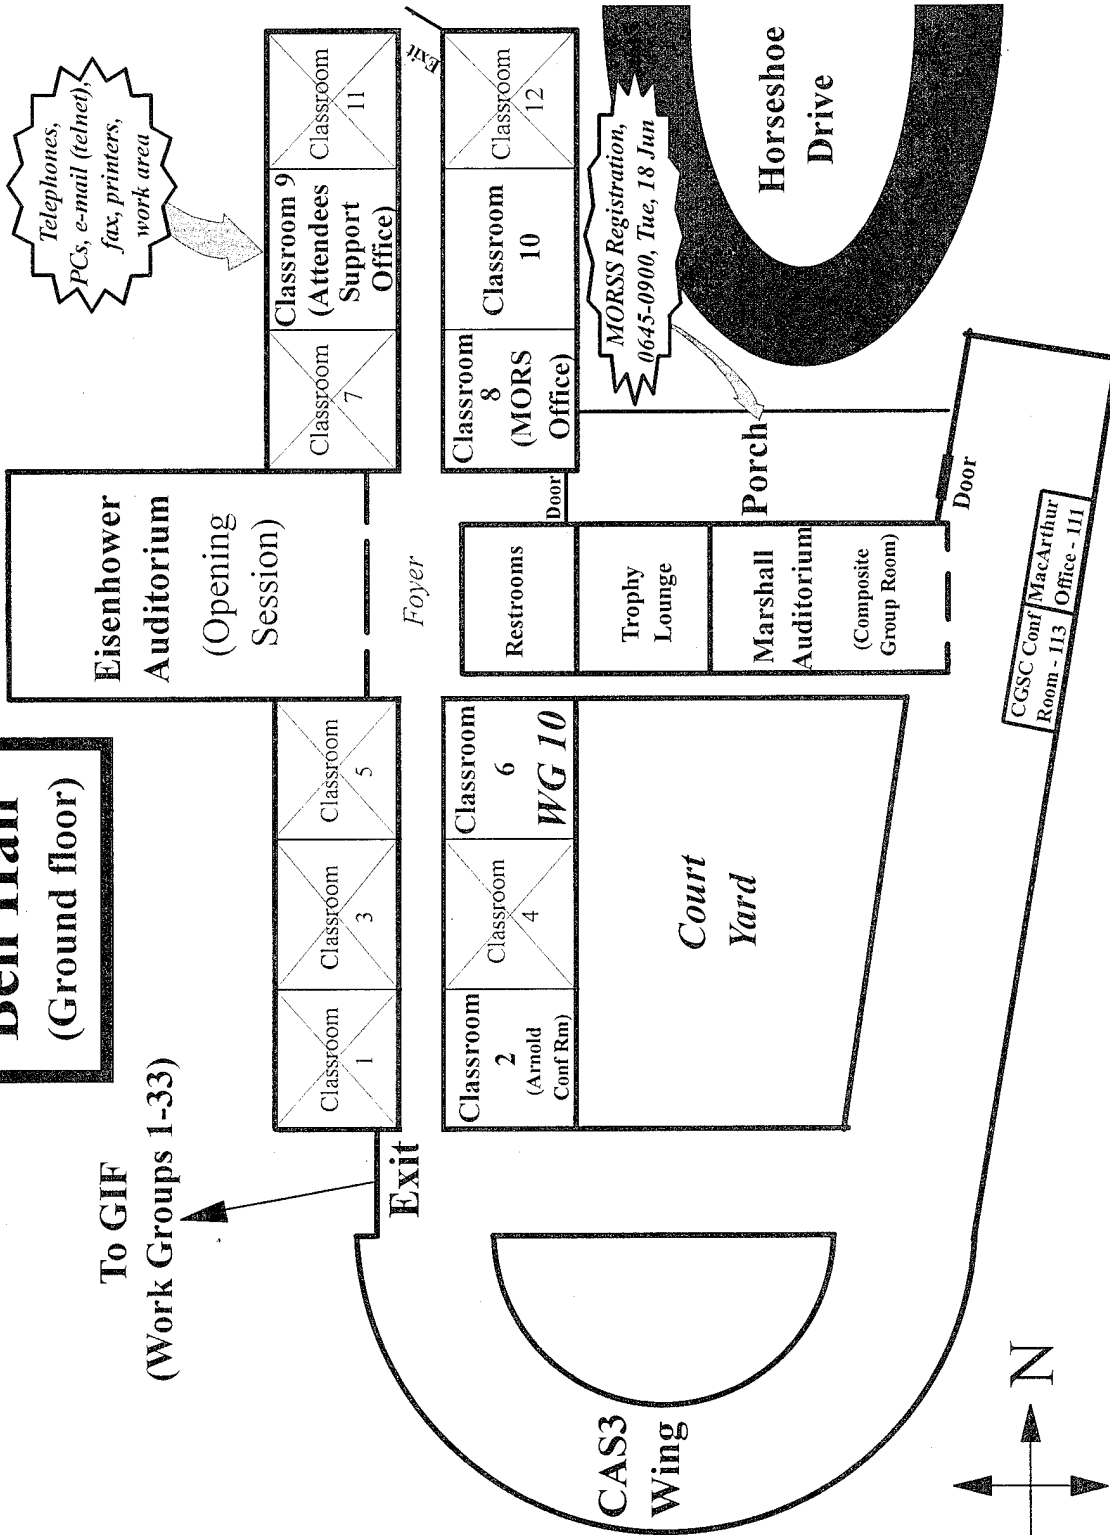 Bell Hall
(Ground floor)
To GIF
(Work Groups 1-33)
Telephones,
PCs, e-mail (telnet),
fax, printers,
work area
Eisenhower
Auditorium
(Opening
Session)
Classroom
1
Classroom
3
Classroom
5
Classroom
7
Classroom 9
(Attendees
Support
Office)
Classroom
11
Exit
Foyer
Exit
Classroom
2
(Arnold
Conf Rm)
Classroom
4
Classroom
6
WG 10
Restrooms
Door
Classroom
8
(MORS
Office)
Classroom
10
Classroom
12
MORSS Registration,
0645-0900, Tue, 18 Jun
CAS3
Wing
Court
Yard
Trophy
Lounge
Marshall
Auditorium
(Composite
Group Room)
Porch
Horseshoe
Drive
Door
CGSC Conf
Room - 113
MacArthur
Office - 111
N